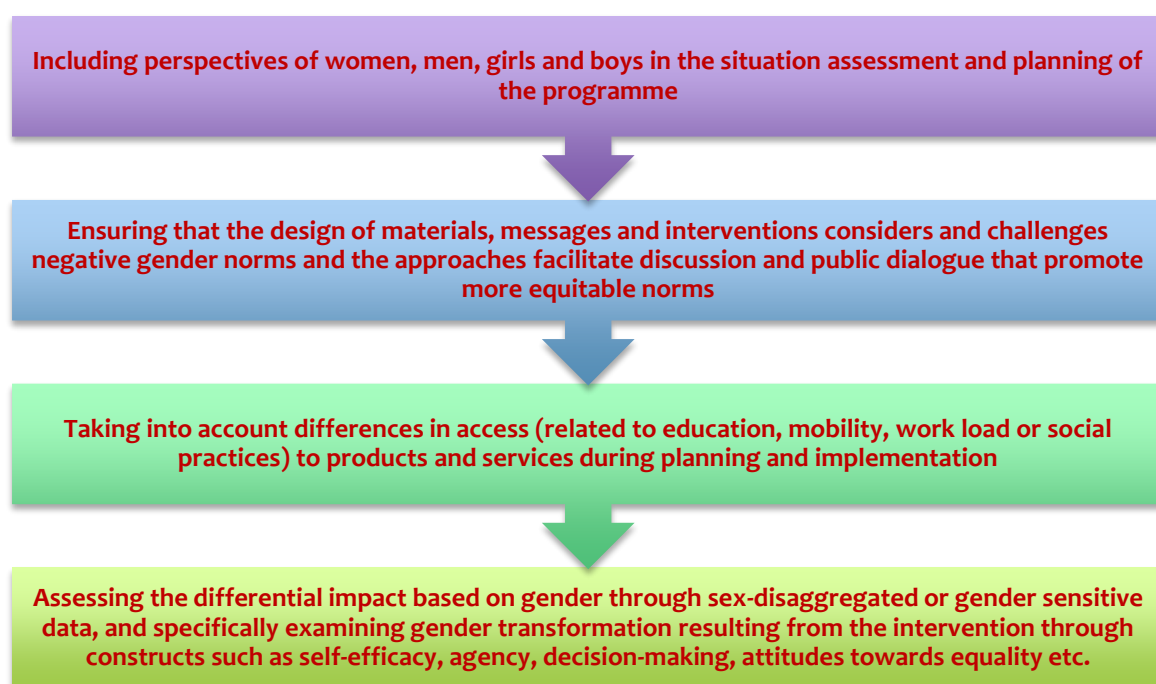 Including perspectives of women, men, girls and boys in the situation assessment and planning of
the programme
Ensuring that the design of materials, messages and interventions considers and challenges
negative gender norms and the approaches facilitate discussion and public dialogue that promote
more equitable norms
Taking into account differences in access (related to education, mobility, work load or social
practices) to products and services during planning and implementation
Assessing the differential impact based on gender through sex-disaggregated or gender sensitive
data, and specifically examining gender transformation resulting from the intervention through
constructs such as self-efficacy, agency, decision-making, attitudes towards equality etc.